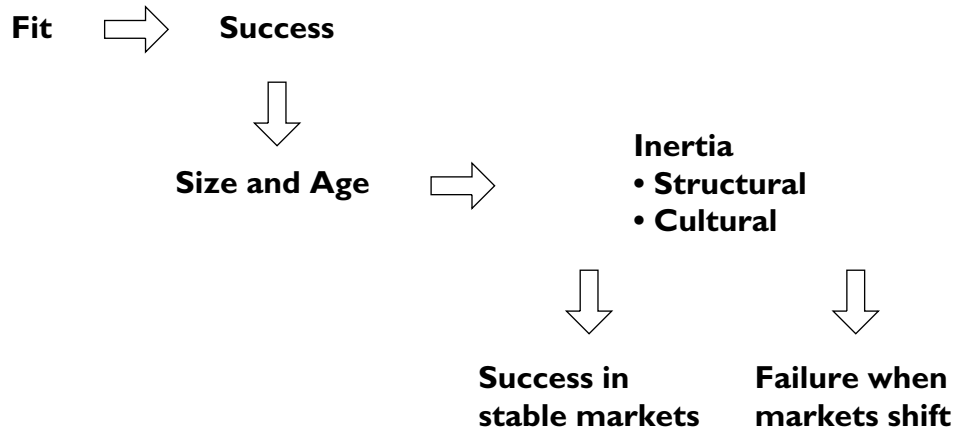 Fit
Success
Size and Age
Inertia
• Structural
• Cultural
Success in
stable markets
Failure when
markets shift